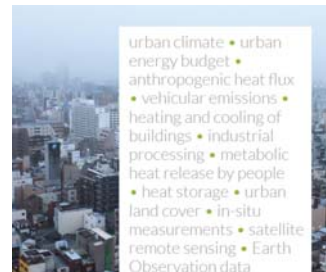 urban climate • urban
energy budget •
anthropogenic heat flux
• vehicular emissions •
heating and cooling of
buildings • industrial
processing • metabolic
heat release by people
• heat storage • urban
land cover • in-situ
measurements • satellite
remote sensing • Earth
Observation data